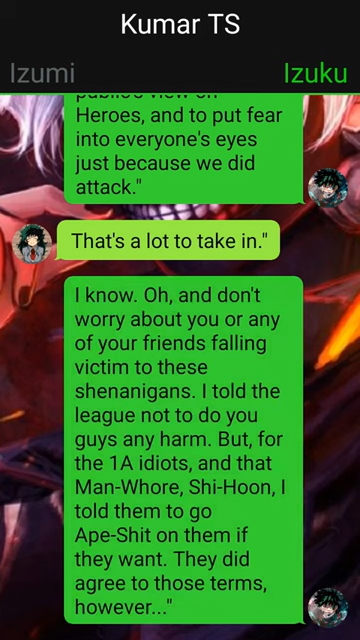 Kumar TS
Izumi
Izuku
public's view on
Heroes, and to put fear
into everyone's eyes
just because we did
attack."
That's a lot to take in."
I know. Oh, and don't
worry about you or any
of your friends falling
victim to these
shenanigans. I told the
league not to do you
guys any harm. But, for
the 1A idiots, and that
Man-Whore, Shi-Hoon, I
told them to go
Ape-Shit on them if
they want. They did
agree to those terms,
however..."